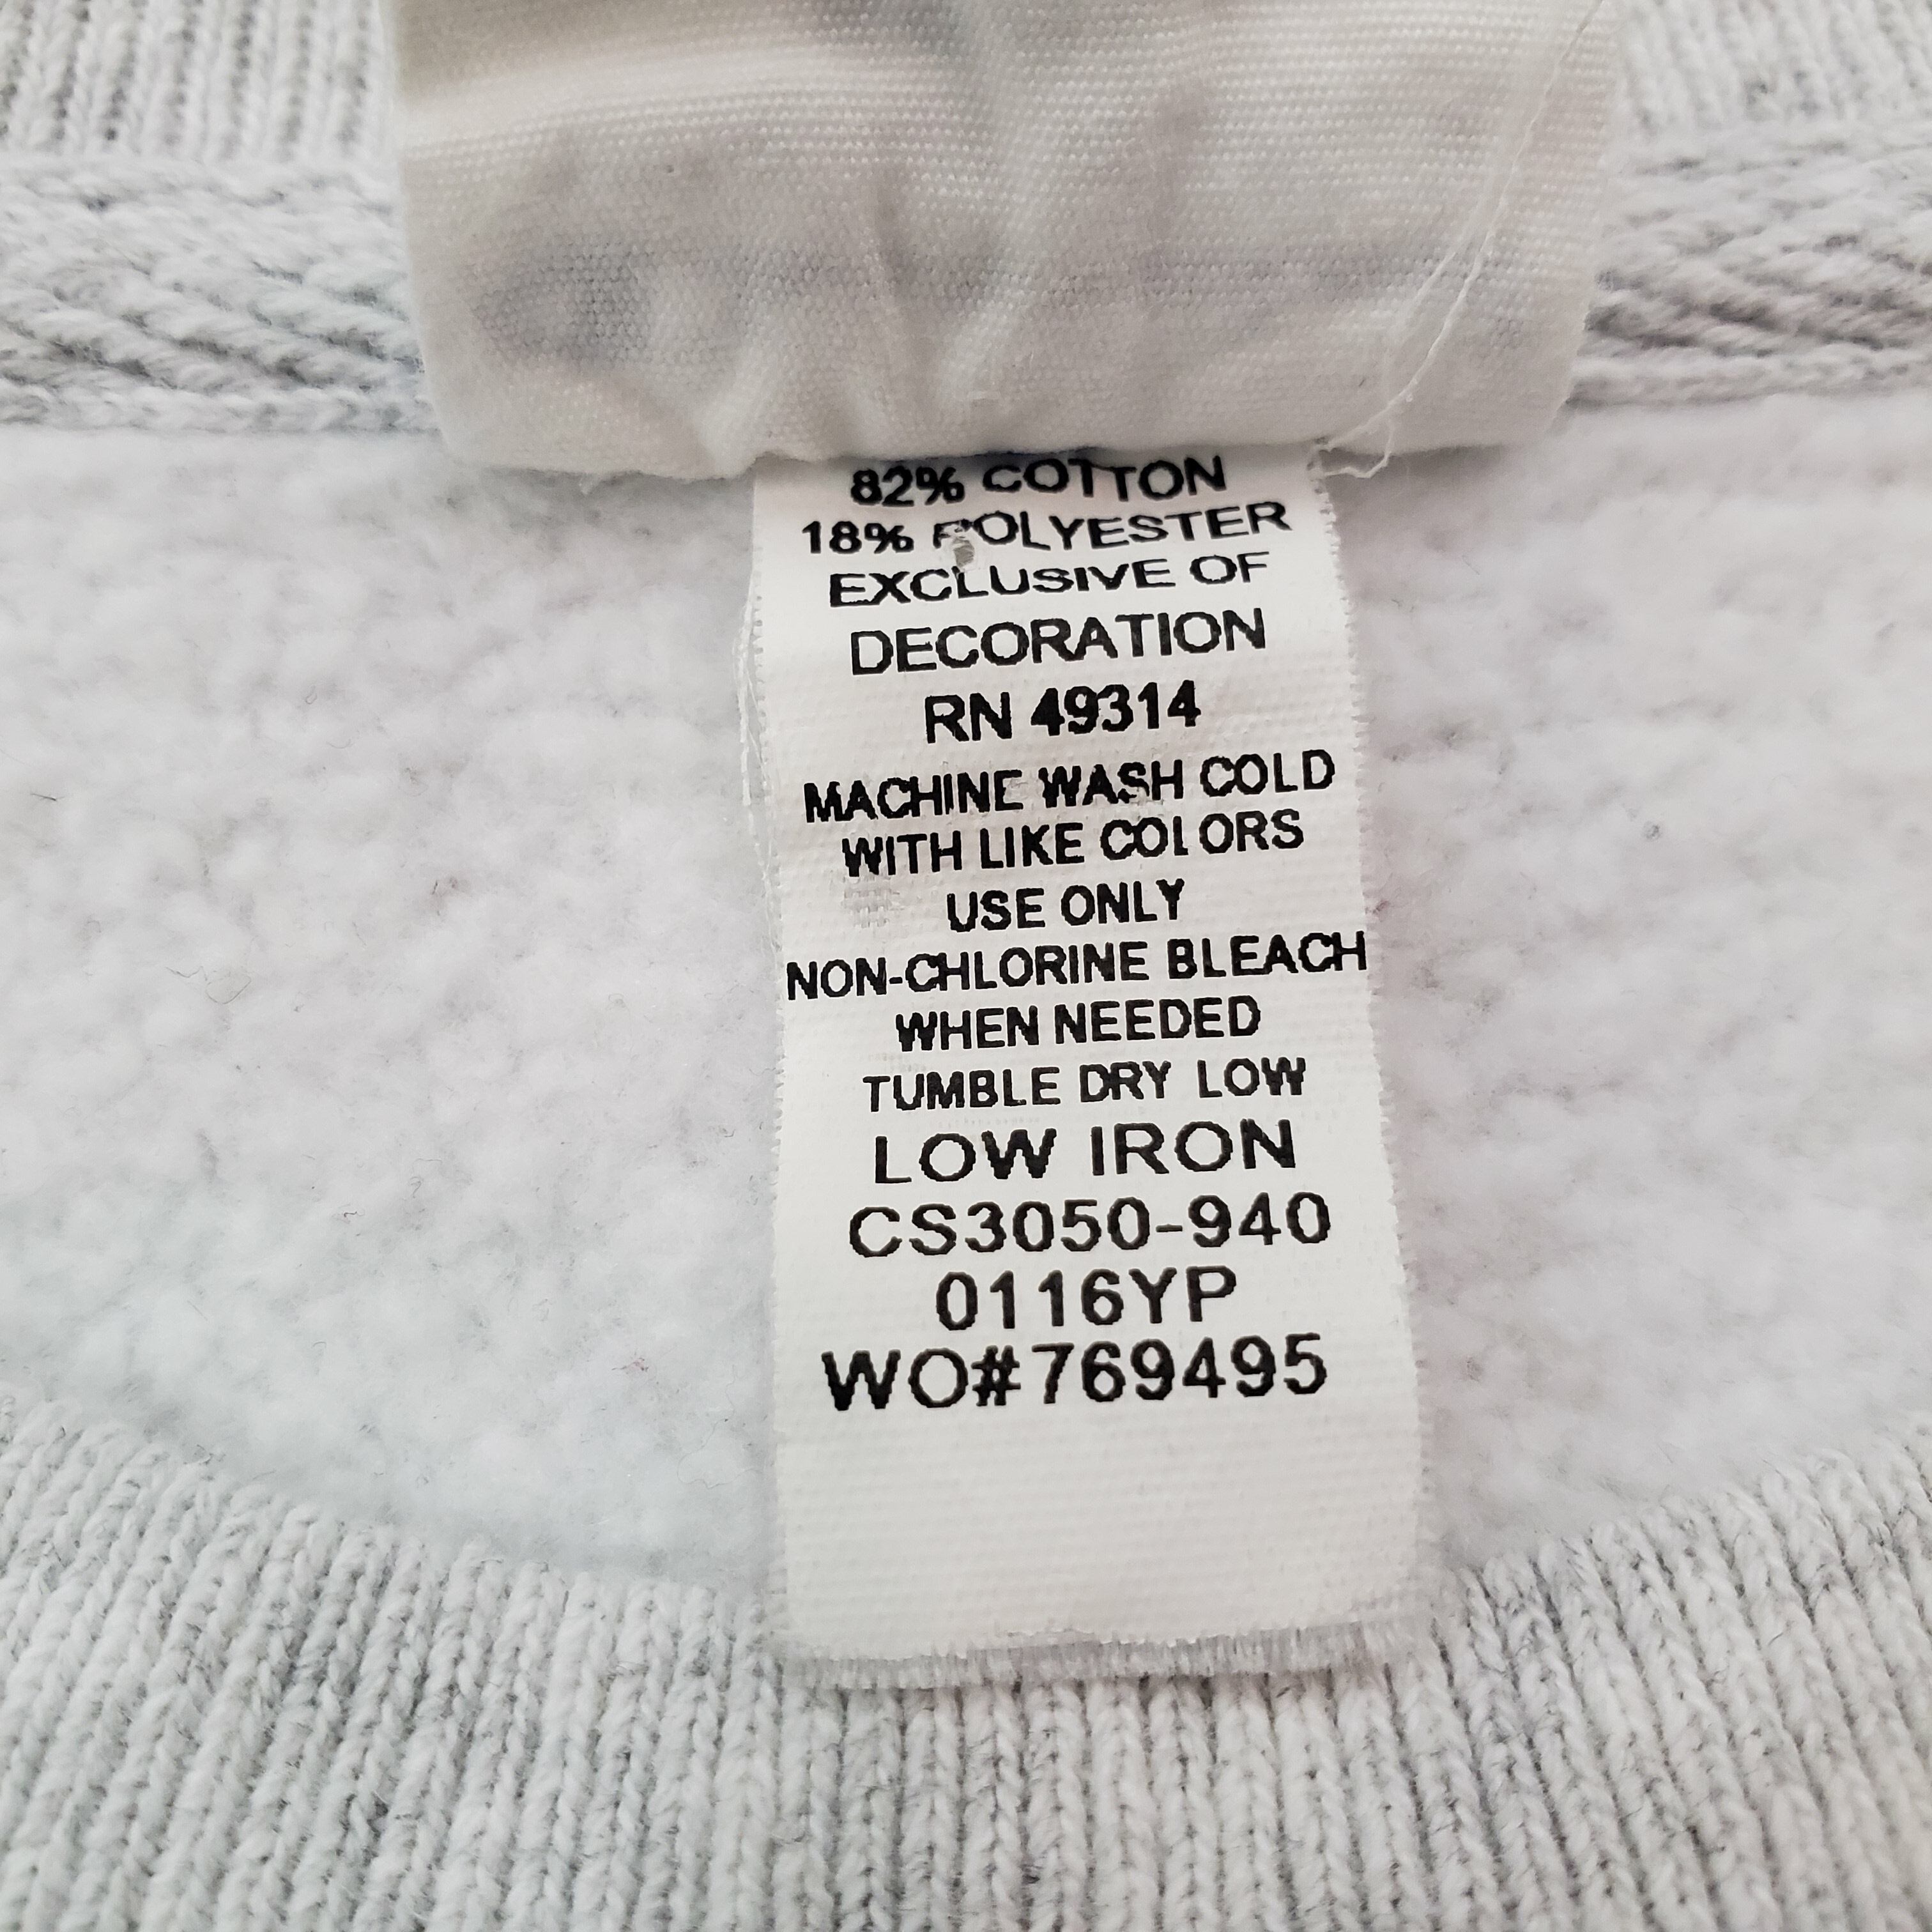 82% COTTON
18% POLYESTER
EXCLUSIVE OF
DECORATION
RN 49314
MACHINE WASH COLD
WITH LIKE COLORS
USE ONLY
NON-CHLORINE BLEACH
WHEN NEEDED
TUMBLE DRY LOW
LOW IRON
CS3050-940
0116YP
WO#769495